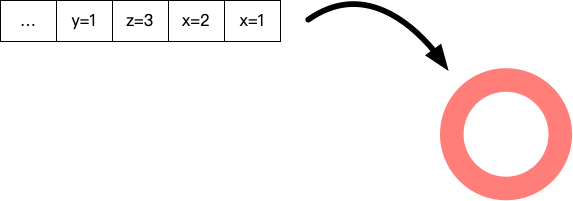 ... y=1 z=3 x=2 x=1